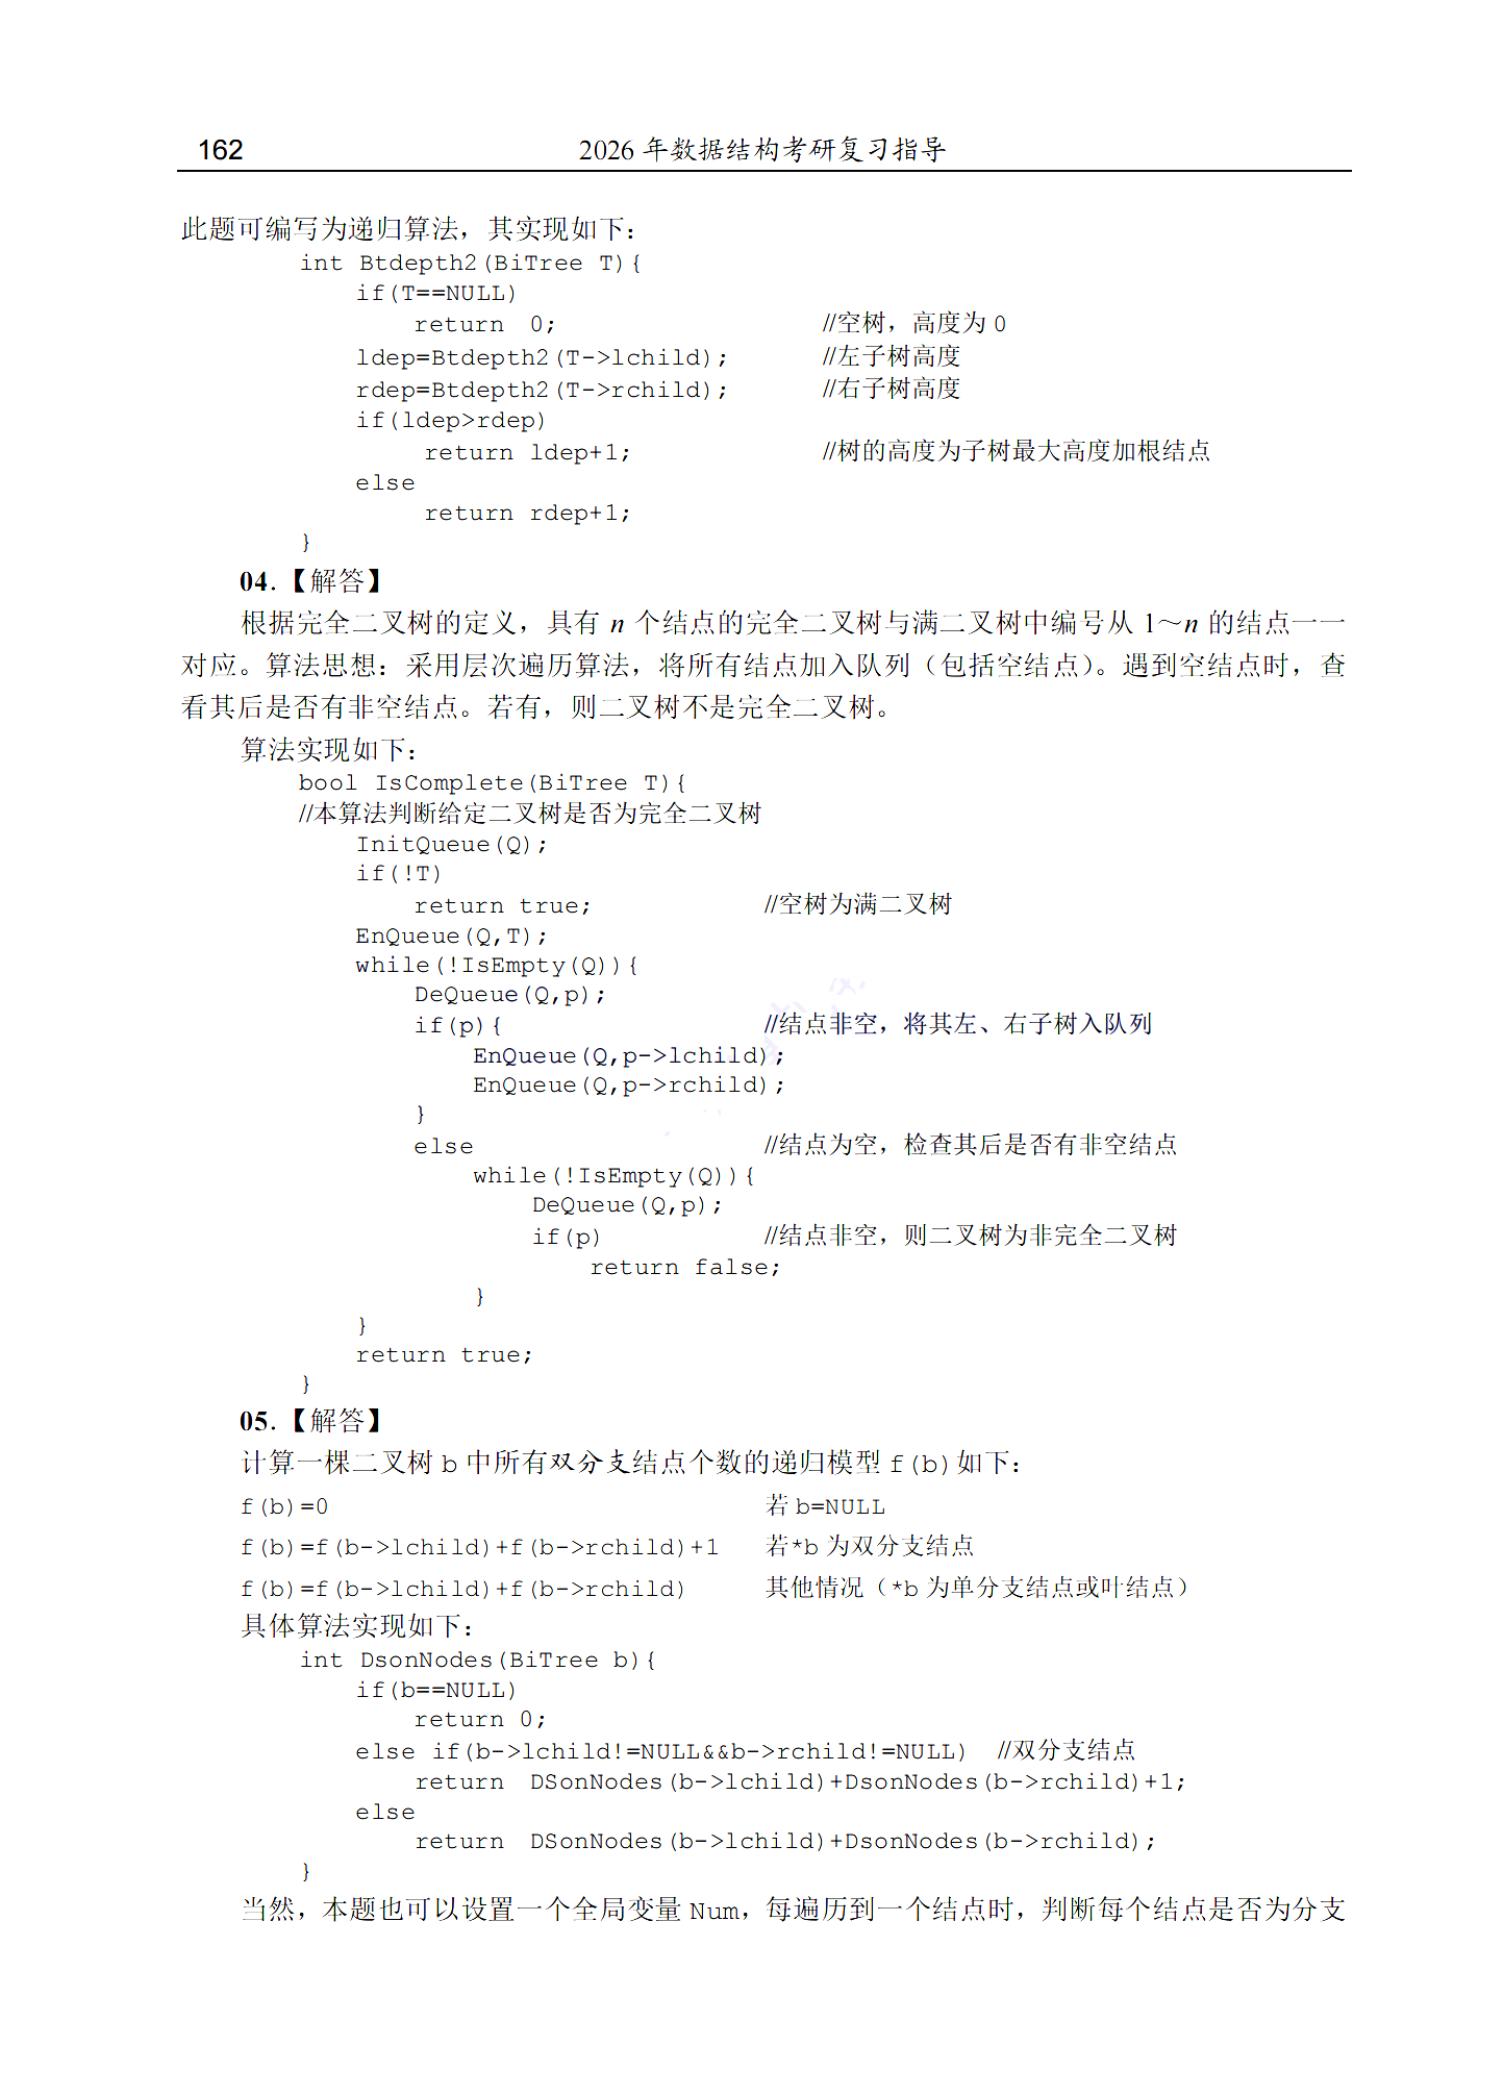 162 2026 年数据结构考研复习指导
此题可编写为递归算法，其实现如下：
int Btdepth2(BiTree T){
if(T==NULL)
return 0; //空树，高度为 0
ldep=Btdepth2(T->lchild); //左子树高度
rdep=Btdepth2(T->rchild); //右子树高度
if(ldep>rdep)
return ldep+1; //树的高度为子树最大高度加根结点
else
return rdep+1;
}
04.【解答】
根据完全二叉树的定义，具有 n 个结点的完全二叉树与满二叉树中编号从 1～n 的结点一一
对应。算法思想：采用层次遍历算法，将所有结点加入队列（包括空结点）。遇到空结点时，查
看其后是否有非空结点。若有，则二叉树不是完全二叉树。
算法实现如下：
bool IsComplete(BiTree T){
//本算法判断给定二叉树是否为完全二叉树
InitQueue(Q);
if(!T)
return true; //空树为满二叉树
EnQueue(Q,T);
while(!IsEmpty(Q)){
DeQueue(Q,p);
if(p){ //结点非空，将其左、右子树入队列
EnQueue(Q,p->lchild);
EnQueue(Q,p->rchild);
}
else //结点为空，检查其后是否有非空结点
while(!IsEmpty(Q)){
DeQueue(Q,p);
if(p) //结点非空，则二叉树为非完全二叉树
return false;
}
}
return true;
}
05.【解答】
计算一棵二叉树 b 中所有双分支结点个数的递归模型 f(b)如下：
f(b)=0 若 b=NULL
f(b)=f(b->lchild)+f(b->rchild)+1 若*b 为双分支结点
f(b)=f(b->lchild)+f(b->rchild) 其他情况（*b 为单分支结点或叶结点）
具体算法实现如下：
int DsonNodes(BiTree b){
if(b==NULL)
return 0;
else if(b->lchild!=NULL&&b->rchild!=NULL) //双分支结点
return DSonNodes(b->lchild)+DsonNodes(b->rchild)+1;
else
return DSonNodes(b->lchild)+DsonNodes(b->rchild);
}
当然，本题也可以设置一个全局变量 Num，每遍历到一个结点时，判断每个结点是否为分支